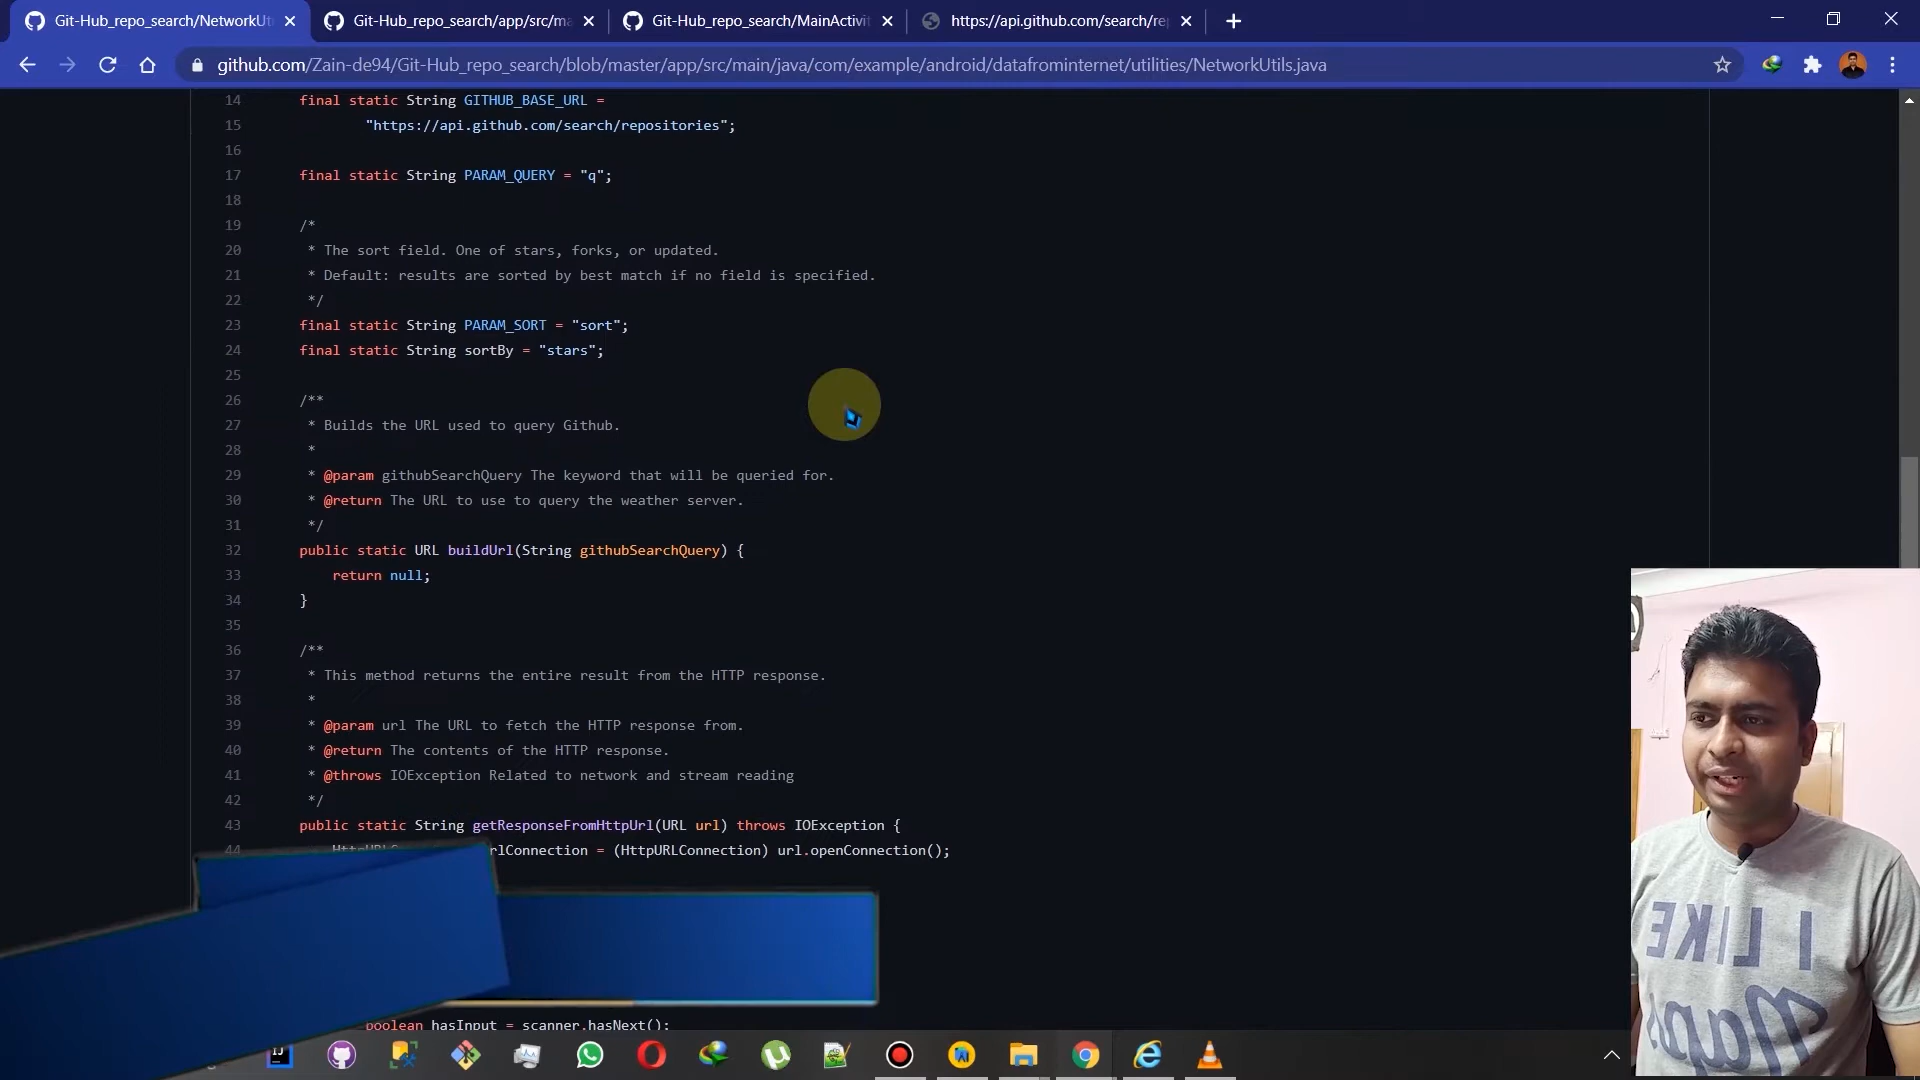 Git-Hub_repo_search/NetworkUt
Git-Hub_repo_search/app/src/ma
Git-Hub_repo_search/MainActivit
https://api.github.com/search/rep
github.com/Zain-de94/Git-Hub_repo_search/blob/master/app/src/main/java/com/example/android/datafrominternet/utilities/NetworkUtils.java
14 final static String GITHUB_BASE_URL =
15 "https://api.github.com/search/repositories";
16
17 final static String PARAM_QUERY = "q";
18
19 /*
20 * The sort field. One of stars, forks, or updated.
21 * Default: results are sorted by best match if no field is specified.
22 */
23 final static String PARAM_SORT = "sort";
24 final static String sortBy = "stars";
25
26 /**
27 * Builds the URL used to query Github.
28 *
29 * @param githubSearchQuery The keyword that will be queried for.
30 * @return The URL to use to query the weather server.
31 */
32 public static URL buildUrl(String githubSearchQuery) {
33 return null;
34 }
35
36 /**
37 * This method returns the entire result from the HTTP response.
38 *
39 * @param url The URL to fetch the HTTP response from.
40 * @return The contents of the HTTP response.
41 * @throws IOException Related to network and stream reading
42 */
43 public static String getResponseFromHttpUrl(URL url) throws IOException {
44 rlConnection = (HttpURLConnection) url.openConnection();
boolean hasInput = scanner.hasNext();
I LIKE